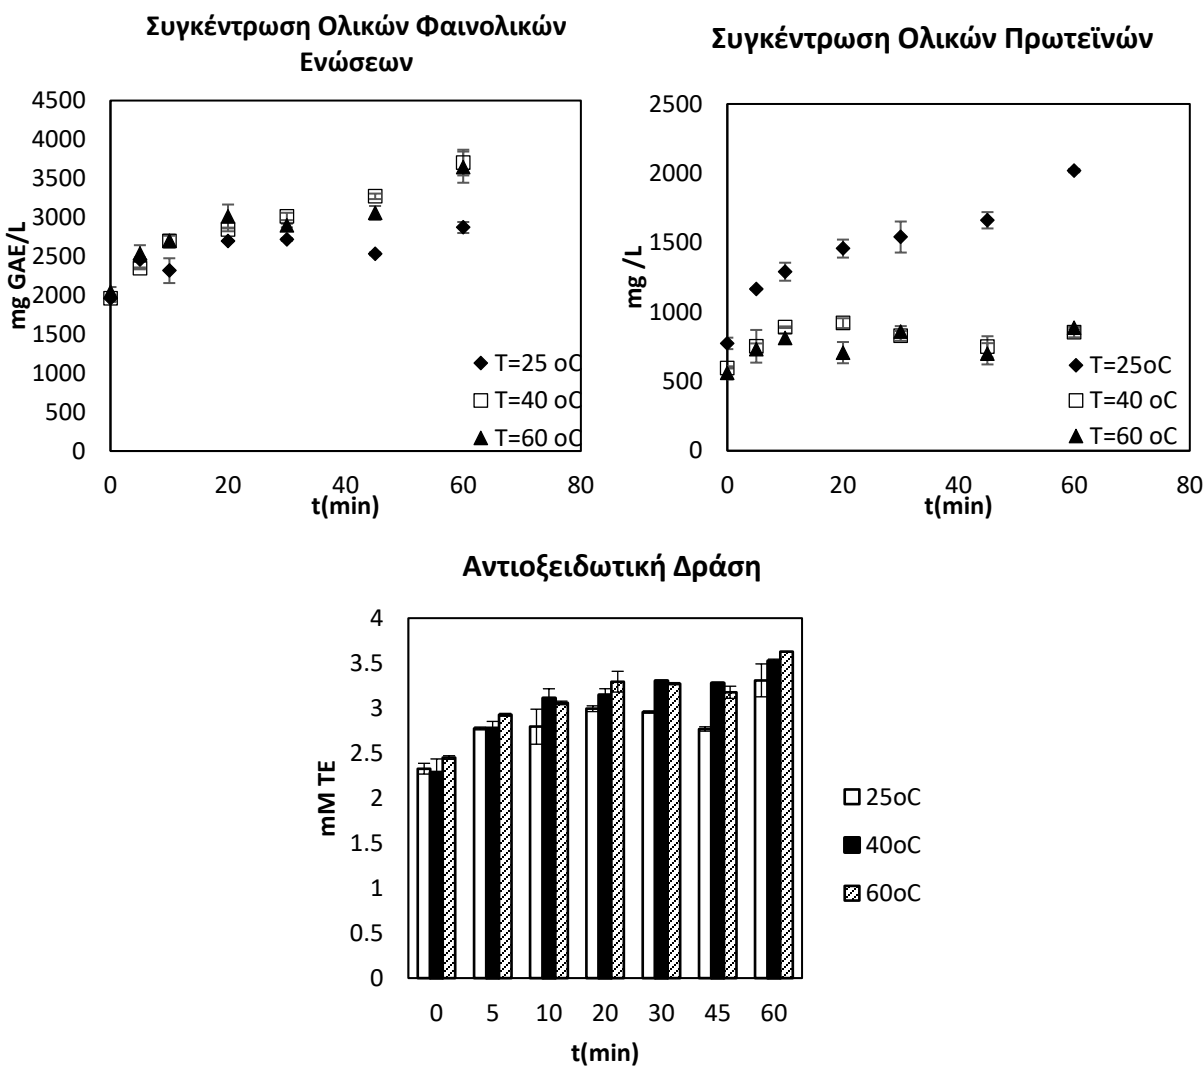 Συγκέντρωση Ολικών Φαινολικών
Ενώσεων
4500
4000
3500
3000
2500
2000
1500
1000
500
0
mg GAE/L
0 20 40 60 80
t(min)
T=25 oC
T=40 oC
T=60 oC
Συγκέντρωση Ολικών Πρωτεϊνών
2500
2000
1500
1000
500
0
mg /L
0 20 40 60 80
t(min)
T=25oC
T=40 oC
T=60 oC
Αντιοξειδωτική Δράση
4
3.5
3
2.5
2
1.5
1
0.5
0
mM TE
0 5 10 20 30 45 60
t(min)
25oC
40oC
60oC